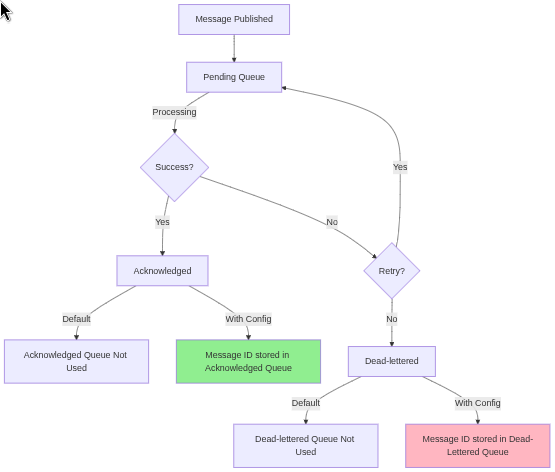 Message Published
Pending Queue
Processing
Success?
Yes
No
Yes
Acknowledged
Retry?
Default
With Config
No
Acknowledged Queue Not
Used
Message ID stored in
Acknowledged Queue
Dead-lettered
Default
With Config
Dead-lettered Queue Not
Used
Message ID stored in Dead-
Lettered Queue